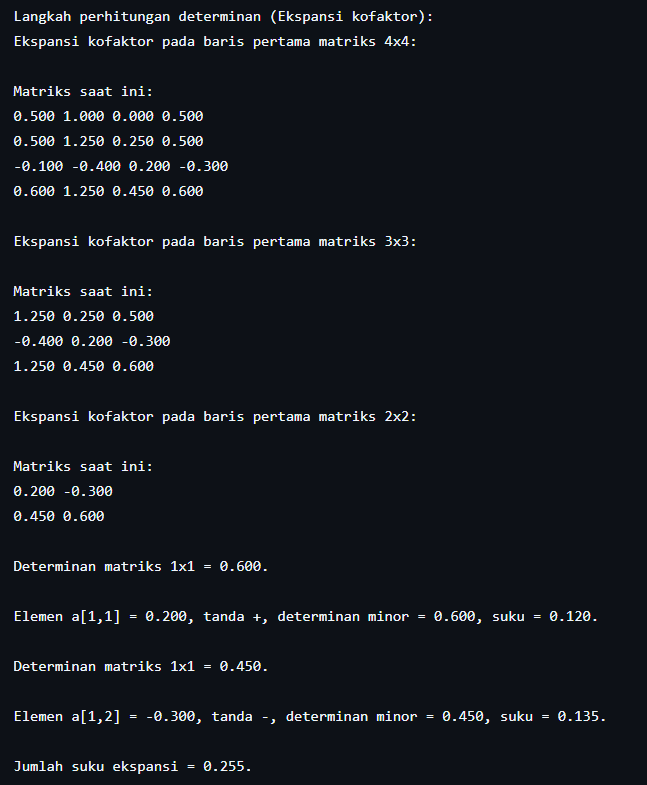 Langkah perhitungan determinan (Ekspansi kofaktor):
Ekspansi kofaktor pada baris pertama matriks 4x4:
Matriks saat ini:
0.500 1.000 0.000 0.500
0.500 1.250 0.250 0.500
-0.100 -0.400 0.200 -0.300
0.600 1.250 0.450 0.600
Ekspansi kofaktor pada baris pertama matriks 3x3:
Matriks saat ini:
1.250 0.250 0.500
-0.400 0.200 -0.300
1.250 0.450 0.600
Ekspansi kofaktor pada baris pertama matriks 2x2:
Matriks saat ini:
0.200 -0.300
0.450 0.600
Determinan matriks 1x1 = 0.600.
Elemen a[1,1] = 0.200, tanda +, determinan minor = 0.600, suku = 0.120.
Determinan matriks 1x1 = 0.450.
Elemen a[1,2] = -0.300, tanda -, determinan minor = 0.450, suku = 0.135.
Jumlah suku ekspansi = 0.255.